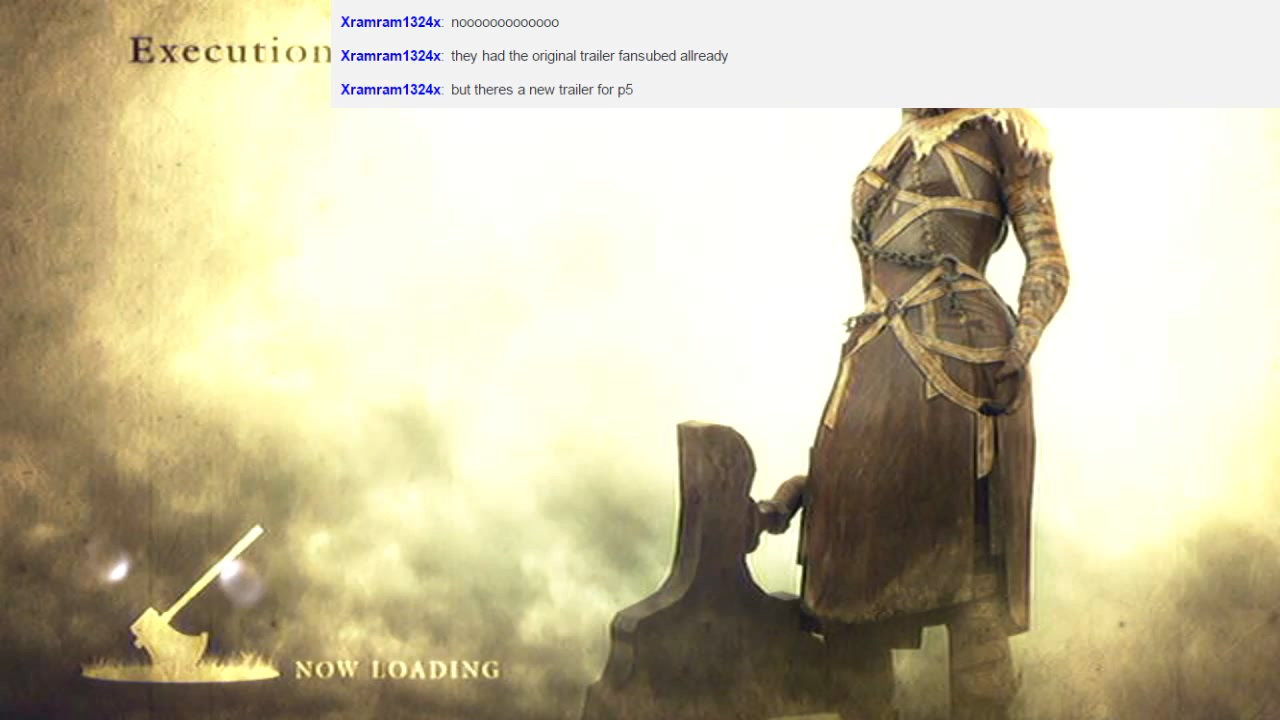 Xramram1324x: nooooooooooooo
Execution
Xramram1324x: they had the original trailer fansubed allready
Xramram1324x: but theres a new trailer for p5
NOW LOADING